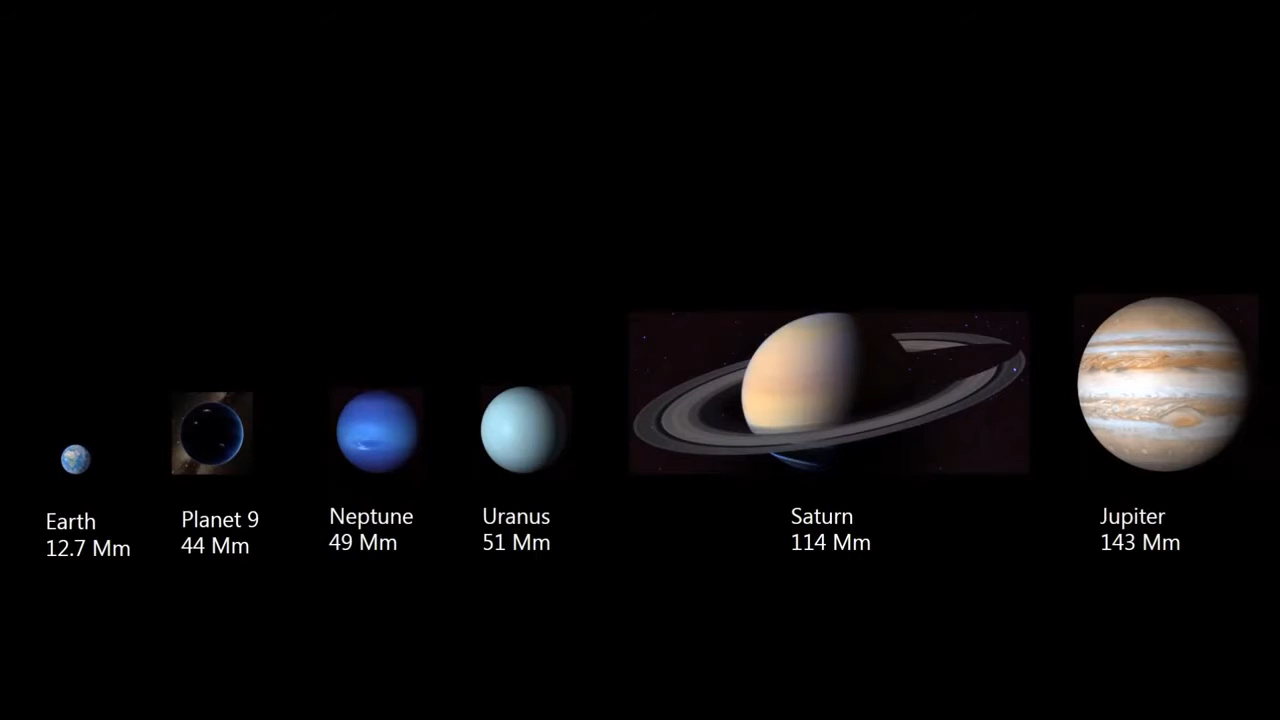 Earth
12.7 Mm
Planet 9
44 Mm
Neptune
49 Mm
Uranus
51 Mm
Saturn
114 Mm
Jupiter
143 Mm